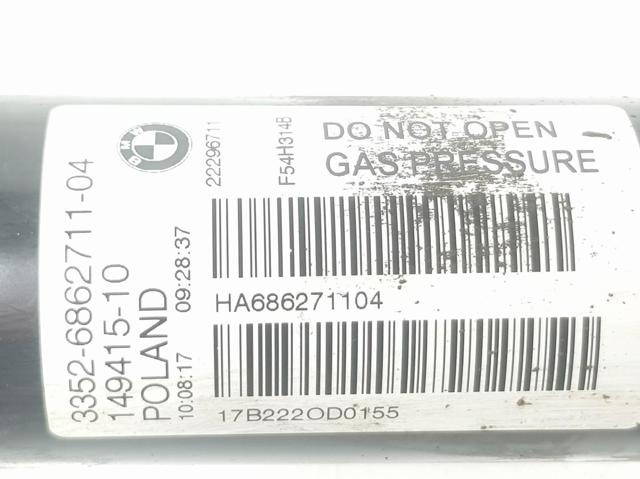 BMW
3352-6862711-04
149415-10
POLAND
10:08:17 09:28:37
22296711
F54H314B
DO NOT OPEN
GAS PRESSURE
HA686271104
17B222OD0155